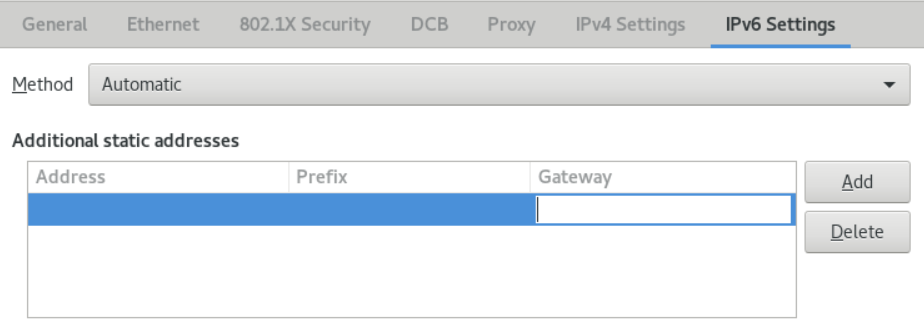 General Ethernet 802.1X Security DCB Proxy IPv4 Settings IPv6 Settings
Method Automatic
Additional static addresses
Address Prefix Gateway
Add
Delete